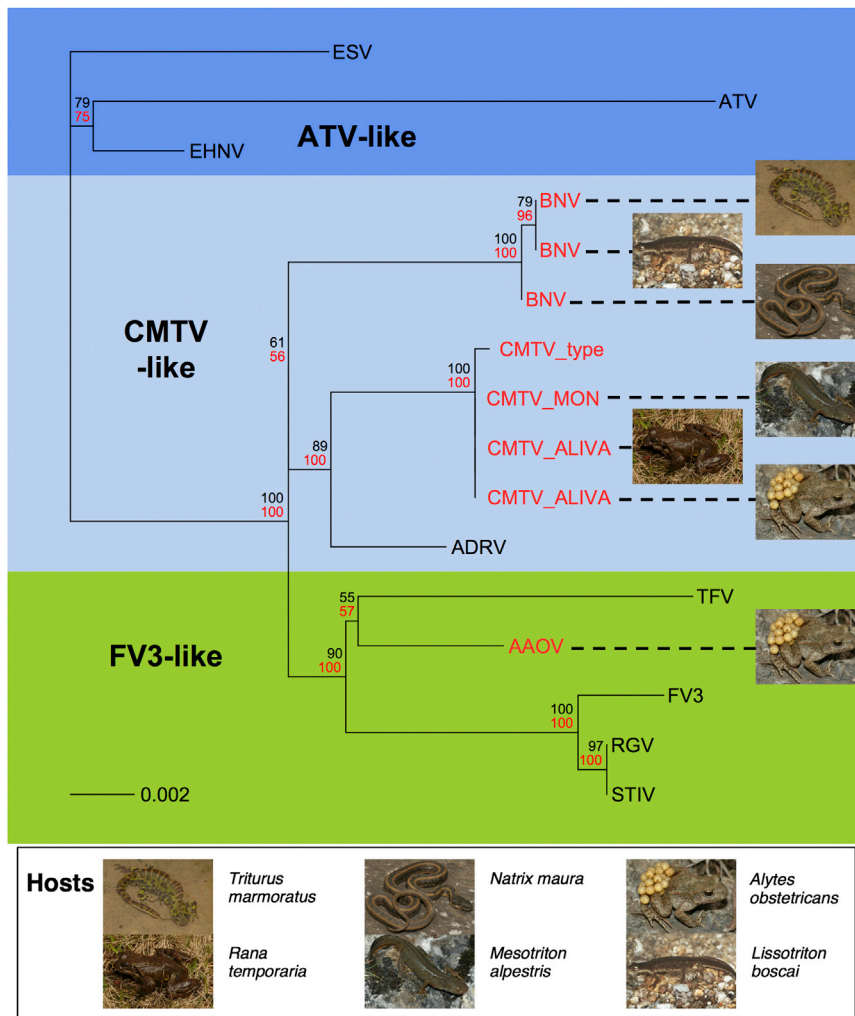 ESV
79
75
ATV
ATV-like
EHNV
79
96
BNV
100
100
BNV
BNV
CMTV
-like
61
56
CMTV_type
100
100
CMTV_MON
89
100
CMTV_ALIVA
CMTV_ALIVA
100
100
ADRV
55
57
TFV
FV3-like
90
100
AAOV
100
100
FV3
97
100
RGV
STIV
0.002
Hosts
Triturus
marmoratus
Natrix maura
Alytes
obstetricans
Rana
temporaria
Mesotriton
alpestris
Lissotriton
boscai